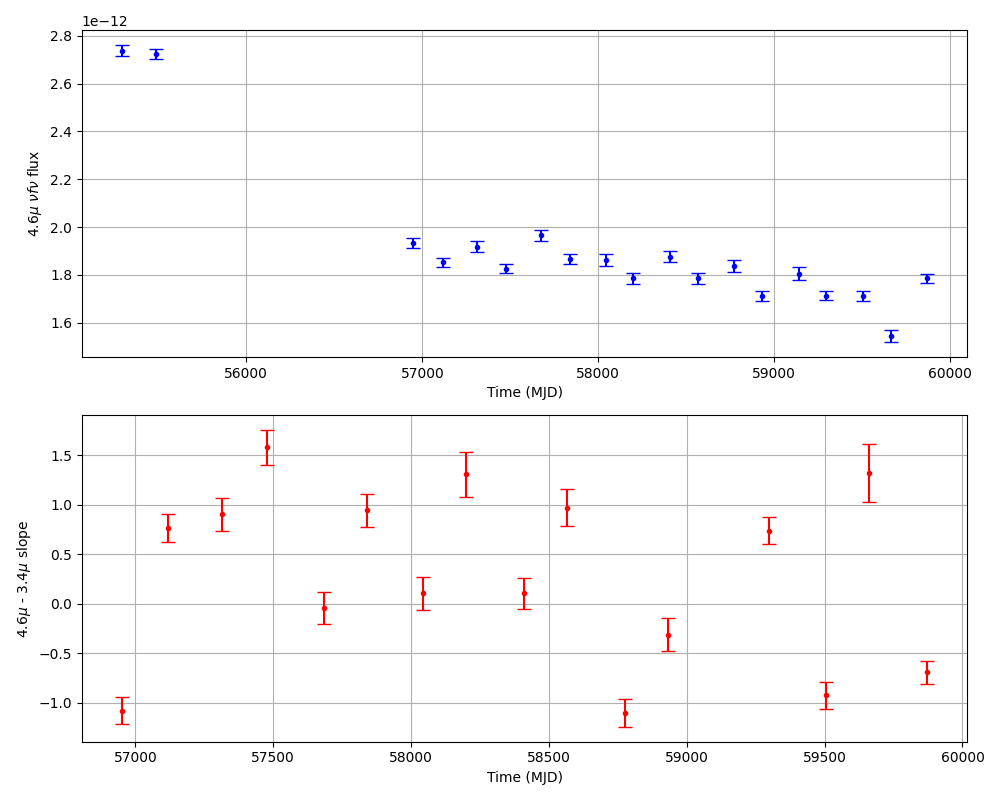 1e−12
2.8
2.6
2.4
2.2
2.0
1.8
1.6
4.6μ νfν flux
56000 57000 58000 59000 60000
Time (MJD)
1.5
1.0
0.5
0.0
−0.5
−1.0
4.6μ - 3.4μ slope
57000 57500 58000 58500 59000 59500 60000
Time (MJD)